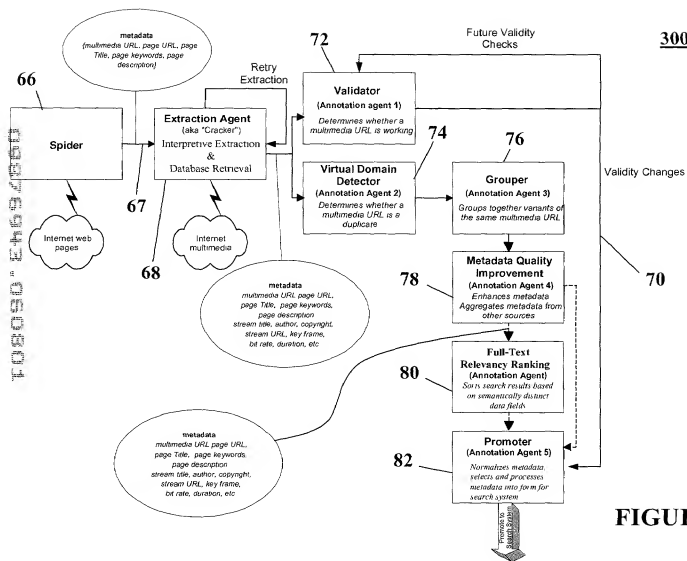 metadata
{multimedia URL, page URL, page
Title, page keywords, page
description}
66
Spider
67
Internet web
pages
Retry
Extraction
Extraction Agent
(aka "Cracker")
Interpretive Extraction
&
Database Retrieval
68
Internet
multimedia
Future Validity
Checks
300
72
Validator
(Annotation agent 1)
Determines whether a
multimedia URL is working
74
Virtual Domain
Detector
(Annotation Agent 2)
Determines whether a
multimedia URL is a
duplicate
76
Grouper
(Annotation Agent 3)
Groups together variants of
the same multimedia URL
Validity Changes
70
78
Metadata Quality
Improvement
(Annotation Agent 4)
Enhances metadata
Aggregates metadata from
other sources
metadata
multimedia URL page URL,
page Title, page keywords,
page description
stream title, author, copyright,
stream URL, key frame,
bit rate, duration, etc
80
Full-Text
Relevancy Ranking
(Annotation Agent)
Sorts search results based
on semantically distinct
data fields
metadata
multimedia URL page URL,
page Title, page keywords,
page description
stream title, author, copyright,
stream URL, key frame,
bit rate, duration, etc
82
Promoter
(Annotation Agent 5)
Normalizes metadata,
selects and processes
metadata into form for
search system
Promote to
Search System
FIGUR